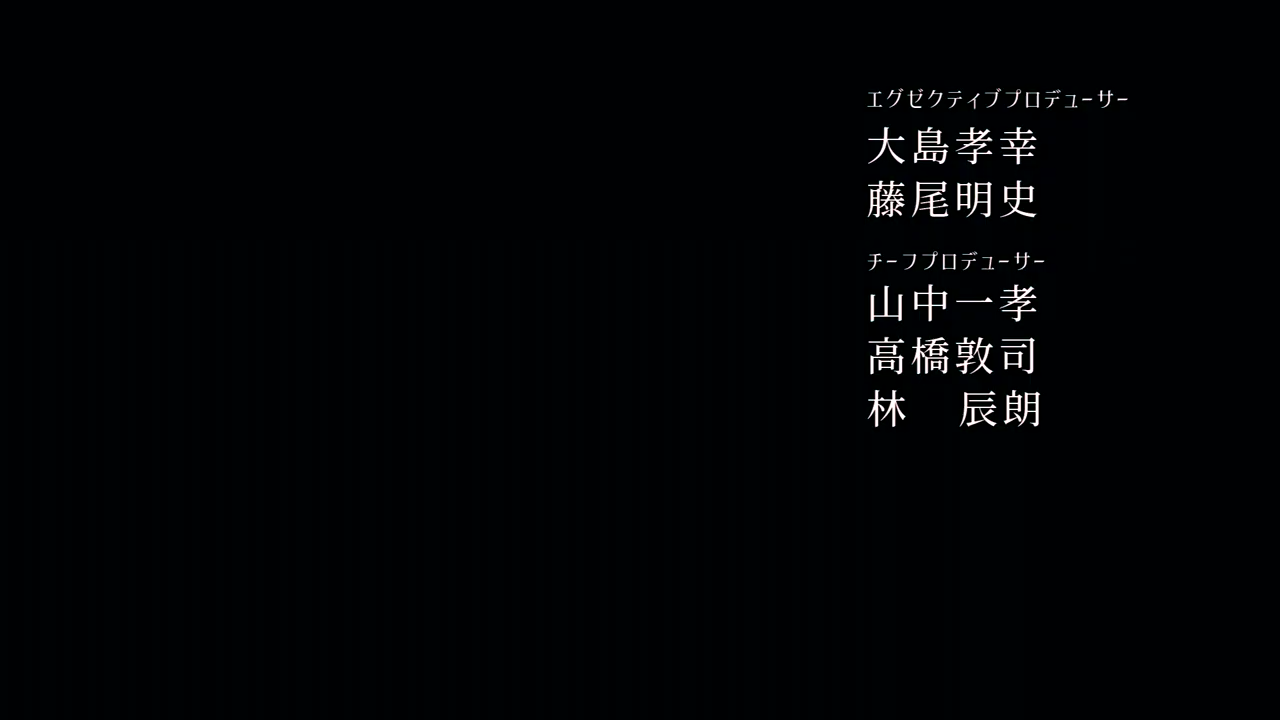 エグゼクティブプロデューサー
大島孝幸
藤尾明史
チーフプロデューサー
山中一孝
高橋敦司
林　辰朗